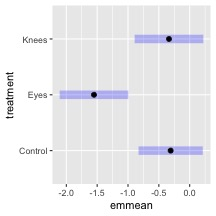 Knees
Eyes
Control
treatment
-2.0 -1.5 -1.0 -0.5 0.0
emmean